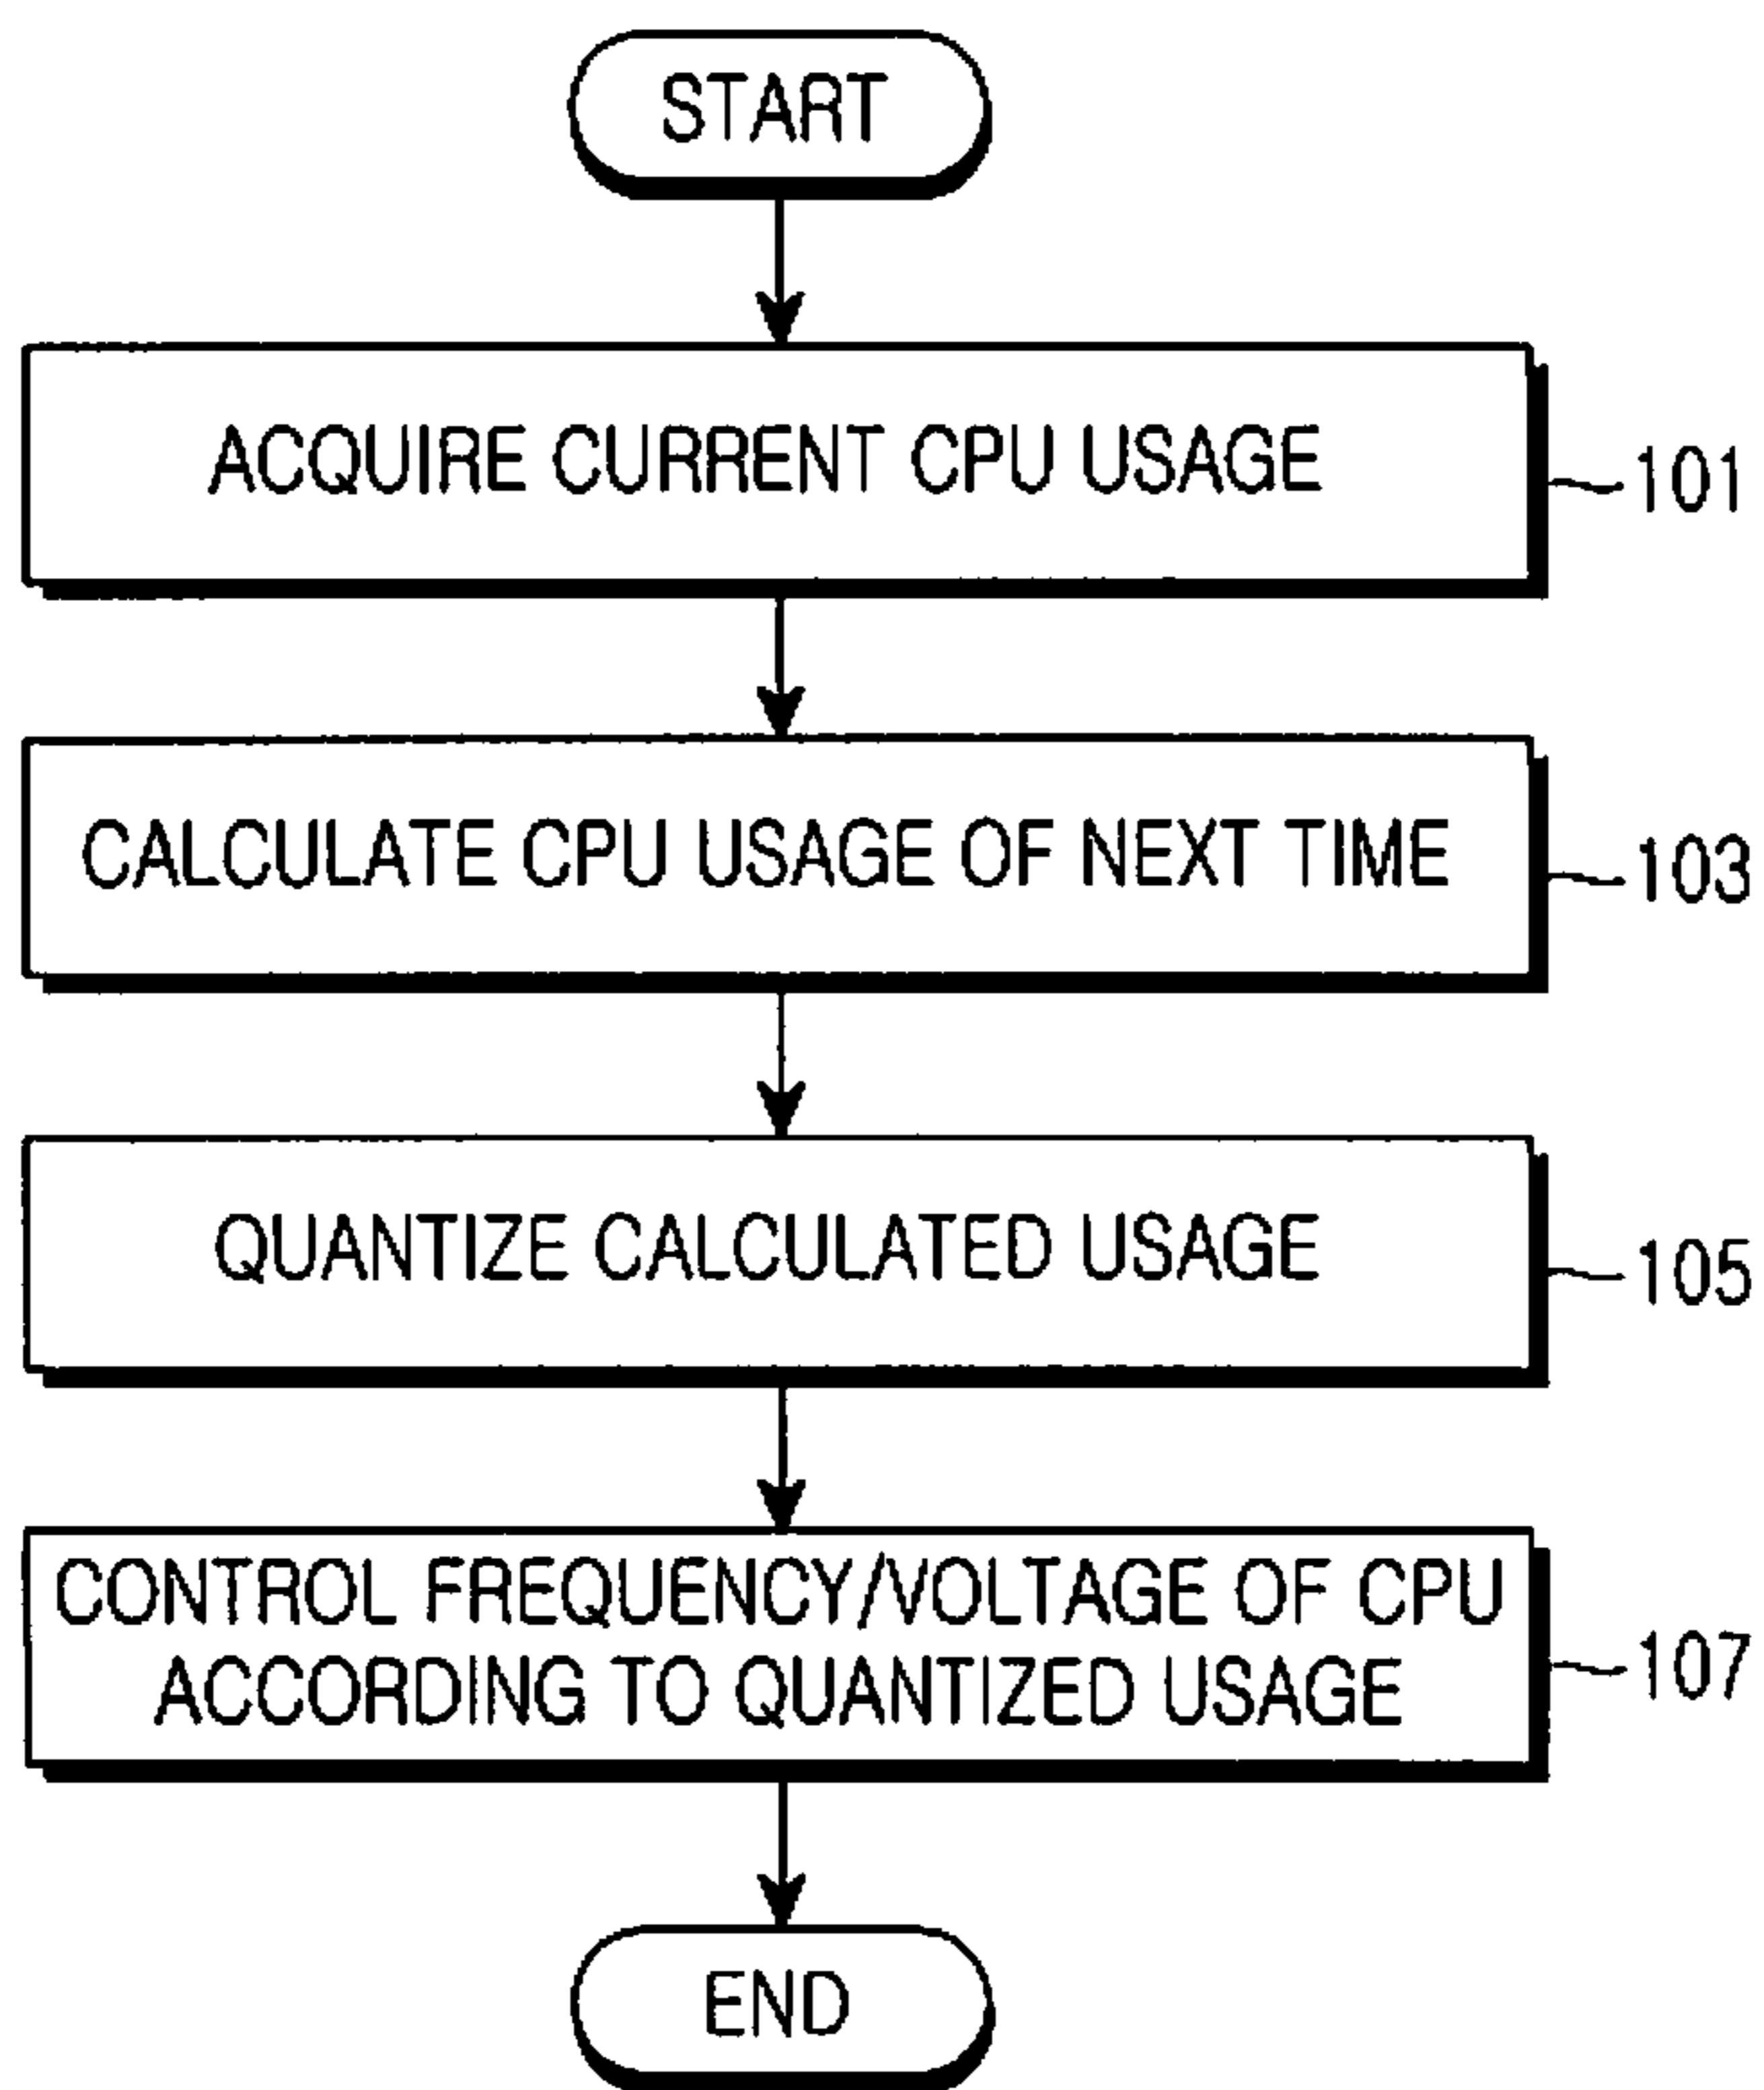 START
ACQUIRE CURRENT CPU USAGE
101
CALCULATE CPU USAGE OF NEXT TIME
103
QUANTIZE CALCULATED USAGE
105
CONTROL FREQUENCY/VOLTAGE OF CPU
ACCORDING TO QUANTIZED USAGE
107
END